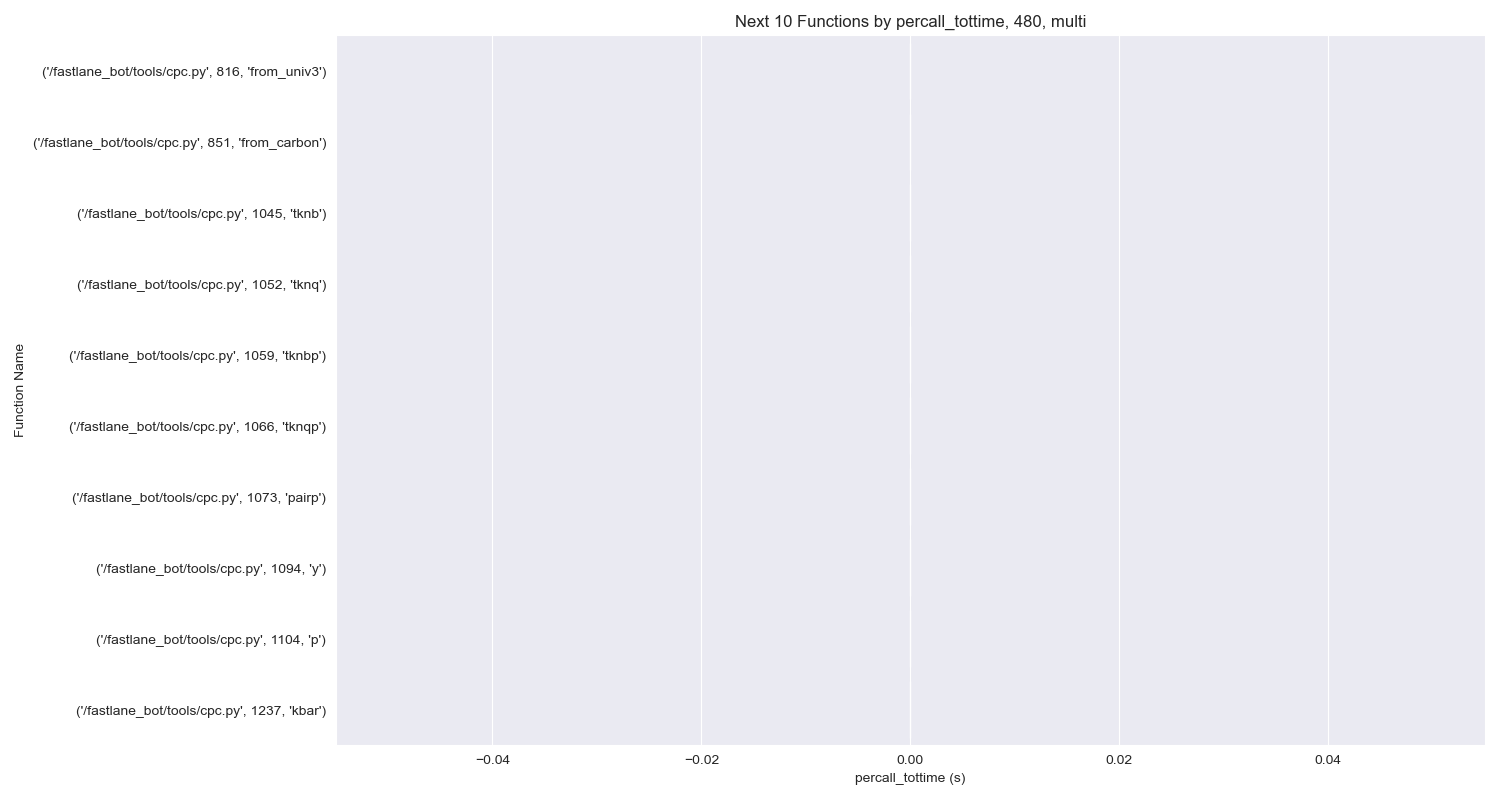 Next 10 Functions by percall_tottime, 480, multi
('/fastlane_bot/tools/cpc.py', 816, 'from_univ3')
('/fastlane_bot/tools/cpc.py', 851, 'from_carbon')
('/fastlane_bot/tools/cpc.py', 1045, 'tknb')
('/fastlane_bot/tools/cpc.py', 1052, 'tknq')
('/fastlane_bot/tools/cpc.py', 1059, 'tknbp')
('/fastlane_bot/tools/cpc.py', 1066, 'tknqp')
('/fastlane_bot/tools/cpc.py', 1073, 'pairp')
('/fastlane_bot/tools/cpc.py', 1094, 'y')
('/fastlane_bot/tools/cpc.py', 1104, 'p')
('/fastlane_bot/tools/cpc.py', 1237, 'kbar')
Function Name
−0.04 −0.02 0.00 0.02 0.04
percall_tottime (s)